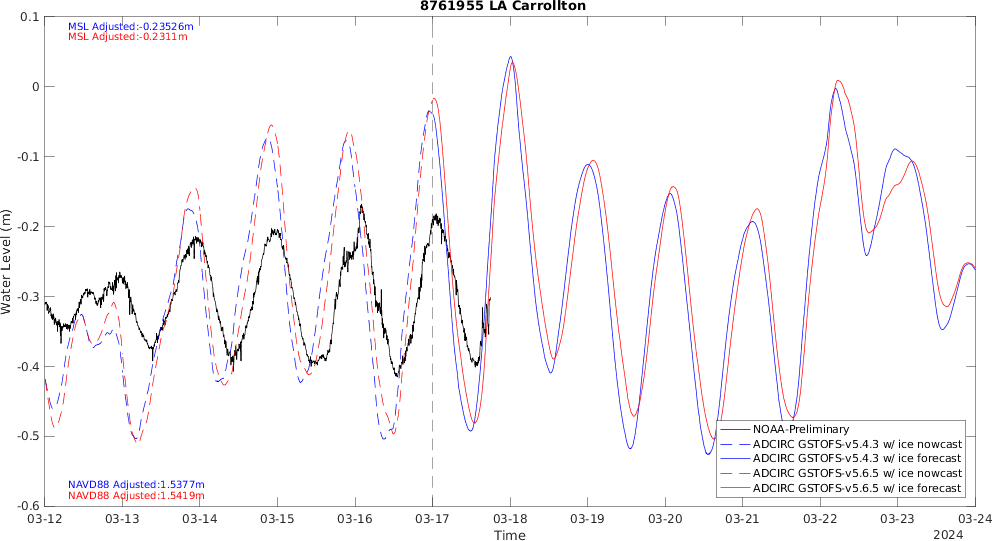 8761955 LA Carrollton
MSL Adjusted:-0.23526m
MSL Adjusted:-0.2311m
0.1
0
-0.1
-0.2
-0.3
-0.4
-0.5
-0.6
Water Level (m)
NOAA-Preliminary
ADCIRC GSTOFS-v5.4.3 w/ ice nowcast
ADCIRC GSTOFS-v5.4.3 w/ ice forecast
ADCIRC GSTOFS-v5.6.5 w/ ice nowcast
ADCIRC GSTOFS-v5.6.5 w/ ice forecast
NAVD88 Adjusted:1.5377m
NAVD88 Adjusted:1.5419m
03-12 03-13 03-14 03-15 03-16 03-17 03-18 03-19 03-20 03-21 03-22 03-23 03-24
Time
2024